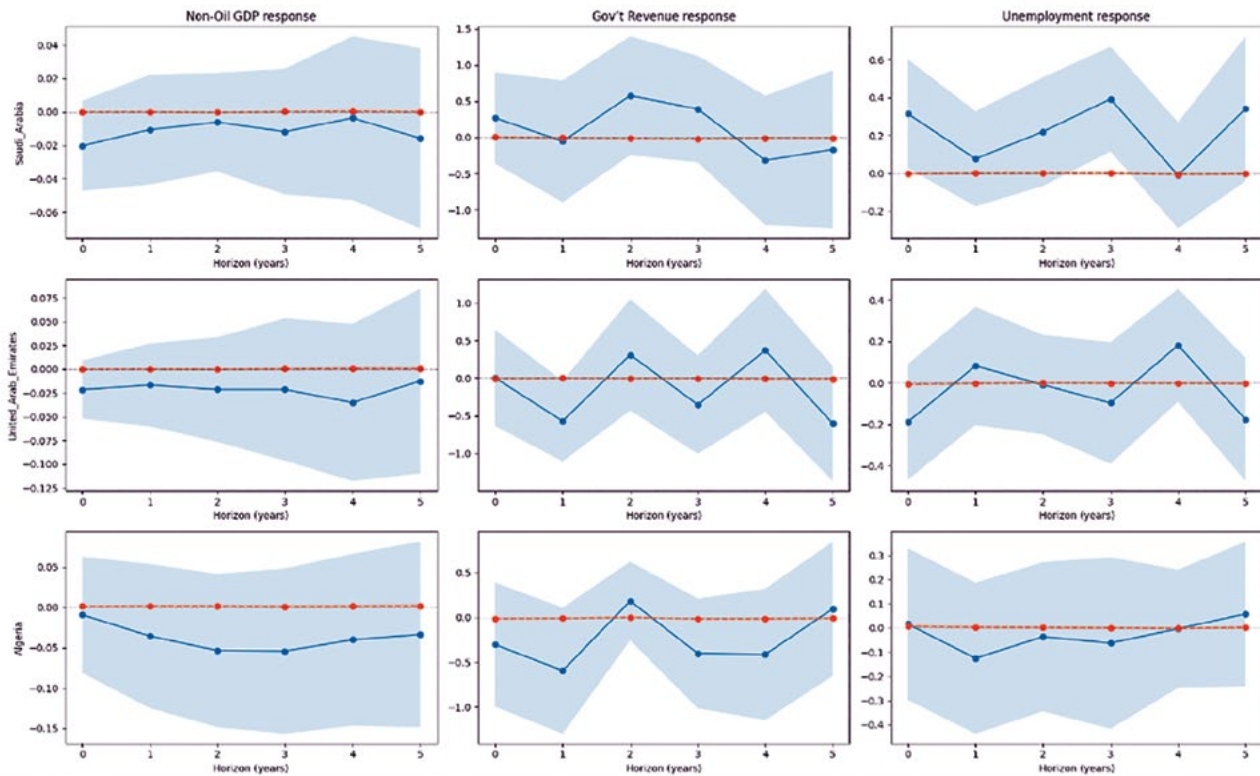 Non-Oil GDP response
Gov't Revenue response
Unemployment response
Saudi_Arabia
0.04
0.02
0.00
−0.02
−0.04
−0.06
0 1 2 3 4 5
Horizon (years)
1.5
1.0
0.5
0.0
−0.5
−1.0
0 1 2 3 4 5
Horizon (years)
0.6
0.4
0.2
0.0
−0.2
0 1 2 3 4 5
Horizon (years)
United_Arab_Emirates
0.075
0.050
0.025
0.000
−0.025
−0.050
−0.075
−0.100
−0.125
0 1 2 3 4 5
Horizon (years)
1.0
0.5
0.0
−0.5
−1.0
0 1 2 3 4 5
Horizon (years)
0.4
0.2
0.0
−0.2
−0.4
0 1 2 3 4 5
Horizon (years)
Algeria
0.05
0.00
−0.05
−0.10
−0.15
0 1 2 3 4 5
Horizon (years)
0.5
0.0
−0.5
−1.0
0 1 2 3 4 5
Horizon (years)
0.3
0.2
0.1
0.0
−0.1
−0.2
−0.3
−0.4
0 1 2 3 4 5
Horizon (years)